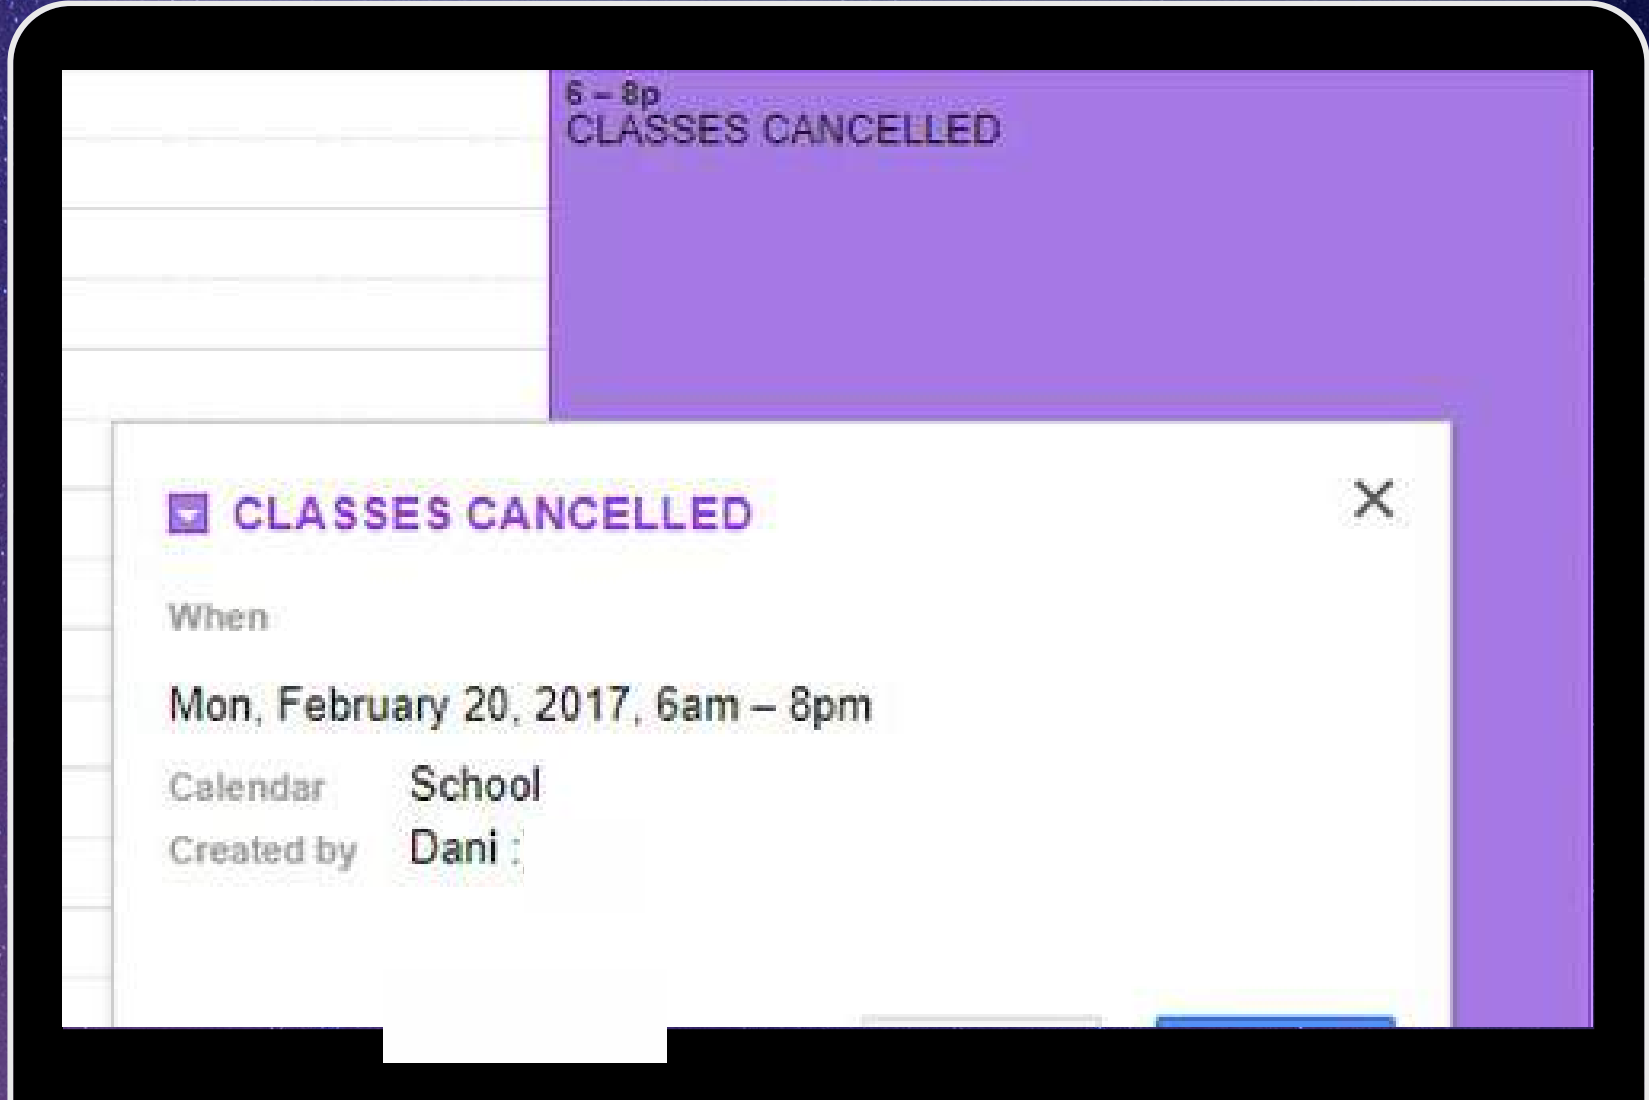 6 – 8p
CLASSES CANCELLED
CLASSES CANCELLED
When
Mon, February 20, 2017, 6am – 8pm
Calendar School
Created by Dani :